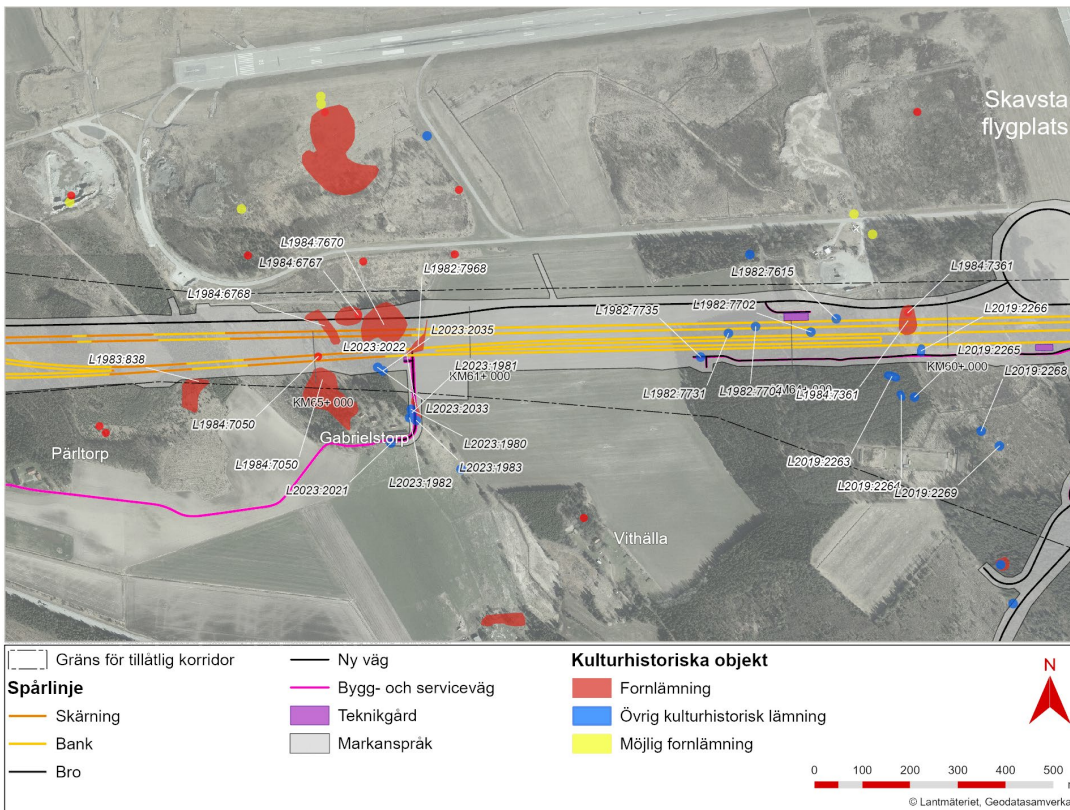 Skavsta
flygplats
L1984:7670
L1984:6767
L1982:7968
L1982:7615
L1984:7361
L1984:6768
L1982:7702
L2019:2266
L1982:7735
L2023:2035
L2023:2022
L2019:2265
L1983:838
L2023:1981
KM61+000
KM60+000
L2019:2268
L1982:7731
L1982:7704
L1984:7361
KM65+000
L2023:2033
L1984:7050
Gabrielstorp
L2023:1980
Pärltorp
L1984:7050
L2023:1983
L2019:2263
L2023:2021
L2023:1982
L2019:2264
L2019:2269
Vithälla
Gräns för tillåtlig korridor
Spårlinje
Skärning
Bank
Bro
Ny väg
Bygg- och serviceväg
Teknikgård
Markanspråk
Kulturhistoriska objekt
Fornlämning
Övrig kulturhistorisk lämning
Möjlig fornlämning
N
0 100 200 300 400 500
© Lantmäteriet, Geodatasamverka